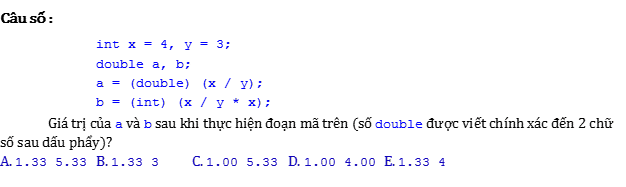 Câu số :
int x = 4, y = 3;
double a, b;
a = (double) (x / y);
b = (int) (x / y * x);
Giá trị của a và b sau khi thực hiện đoạn mã trên (số double được viết chính xác đến 2 chữ
số sau dấu phẩy)?
A. 1.33 5.33 B. 1.33 3 C. 1.00 5.33 D. 1.00 4.00 E. 1.33 4